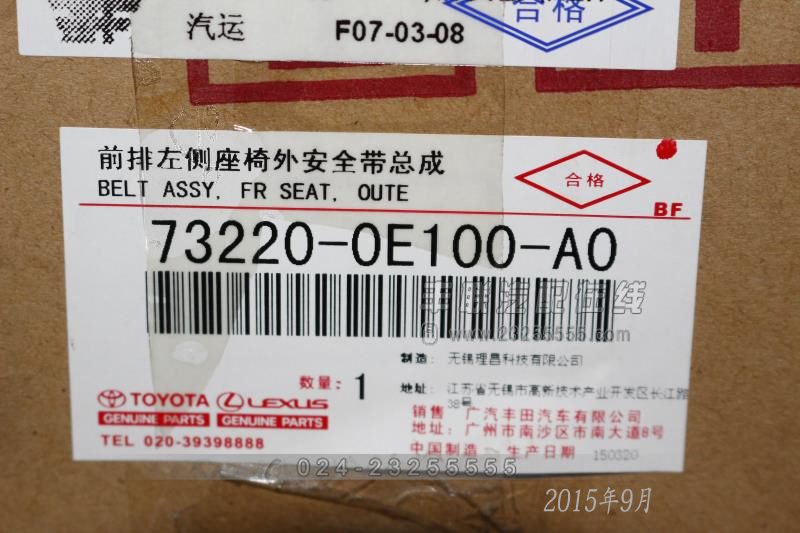 汽运
F07-03-08
合格
前排左侧座椅外安全带总成
BELT ASSY, FR SEAT, OUTE
合格
BF
73220-0E100-A0
丰联汽配在线
www.23255555.com
制造: 无锡理昌科技有限公司
数量: 1
地址: 江苏省无锡市高新技术产业开发区长江路
38号
TOYOTA LEXUS
GENUINE PARTS GENUINE PARTS
销售 广汽丰田汽车有限公司
地址: 广州市南沙区市南大道8号
TEL 020-39398888
中国制造 生产日期 150320
024-23255555
2015年9月